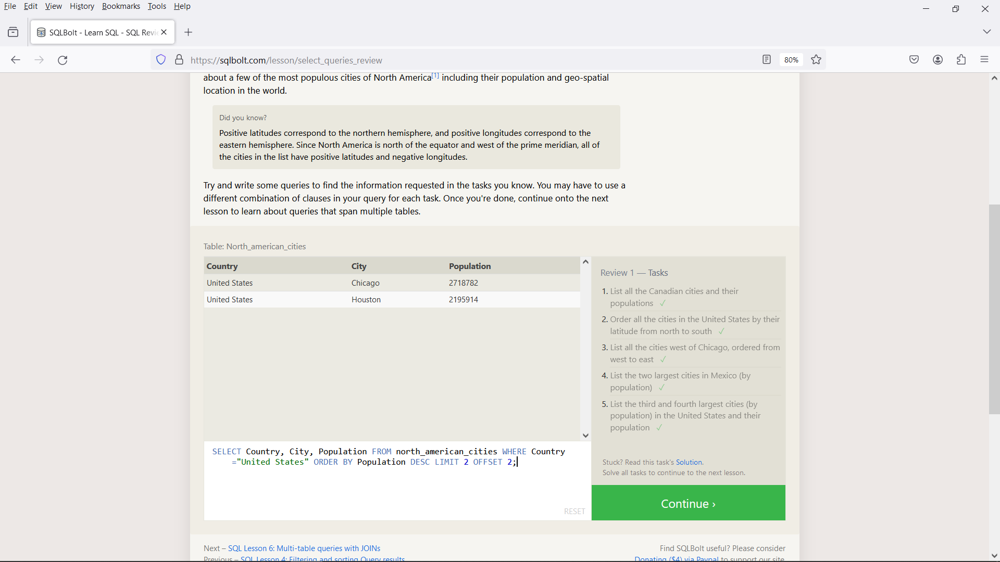 File Edit View History Bookmarks Tools Help
SQLBolt - Learn SQL - SQL Revie
https://sqlbolt.com/lesson/select_queries_review
80%
about a few of the most populous cities of North America[1] including their population and geo-spatial
location in the world.
Did you know?
Positive latitudes correspond to the northern hemisphere, and positive longitudes correspond to the
eastern hemisphere. Since North America is north of the equator and west of the prime meridian, all of
the cities in the list have positive latitudes and negative longitudes.
Try and write some queries to find the information requested in the tasks you know. You may have to use a
different combination of clauses in your query for each task. Once you're done, continue onto the next
lesson to learn about queries that span multiple tables.
Table: North_american_cities
Country City Population
United States Chicago 2718782
United States Houston 2195914
SELECT Country, City, Population FROM north_american_cities WHERE Country
="United States" ORDER BY Population DESC LIMIT 2 OFFSET 2;
RESET
Review 1 — Tasks
1. List all the Canadian cities and their
populations ✓
2. Order all the cities in the United States by their
latitude from north to south ✓
3. List all the cities west of Chicago, ordered from
west to east ✓
4. List the two largest cities in Mexico (by
population) ✓
5. List the third and fourth largest cities (by
population) in the United States and their
population ✓
Stuck? Read this task's Solution.
Solve all tasks to continue to the next lesson.
Continue ›
Next – SQL Lesson 6: Multi-table queries with JOINs
Previous – SQL Lesson 4: Filtering and sorting Query results
Find SQLBolt useful? Please consider
Donating ($4) via Paypal to support our site.